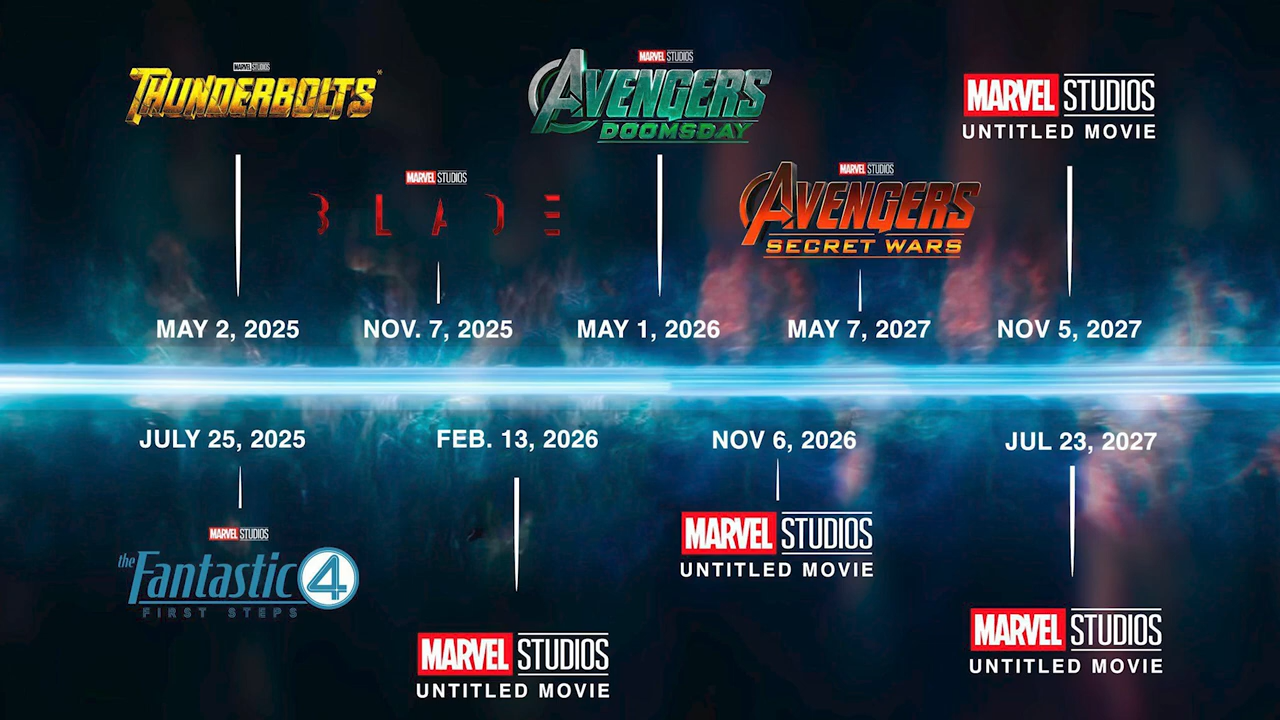 MARVEL STUDIOS
THUNDERBOLTS*
MARVEL STUDIOS
AVENGERS
DOOMSDAY
MARVEL STUDIOS
UNTITLED MOVIE
MARVEL STUDIOS
BLADE
MARVEL STUDIOS
AVENGERS
SECRET WARS
MAY 2, 2025
NOV. 7, 2025
MAY 1, 2026
MAY 7, 2027
NOV 5, 2027
JULY 25, 2025
FEB. 13, 2026
NOV 6, 2026
JUL 23, 2027
MARVEL STUDIOS
the Fantastic 4
FIRST STEPS
MARVEL STUDIOS
UNTITLED MOVIE
MARVEL STUDIOS
UNTITLED MOVIE
MARVEL STUDIOS
UNTITLED MOVIE